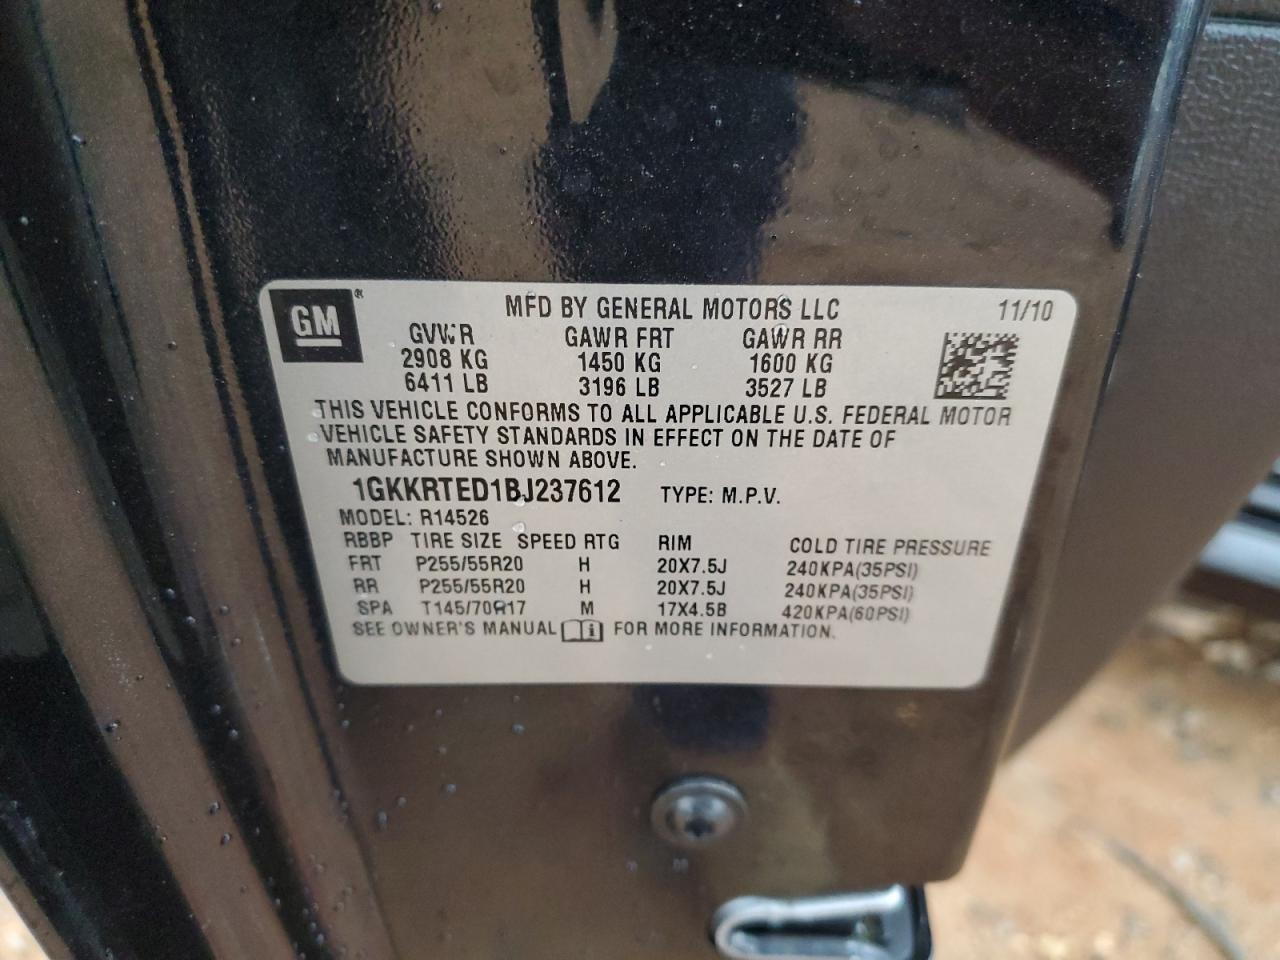 GM®
MFD BY GENERAL MOTORS LLC 11/10
GVWR GAWR FRT GAWR RR
2908 KG 1450 KG 1600 KG
6411 LB 3196 LB 3527 LB
THIS VEHICLE CONFORMS TO ALL APPLICABLE U.S. FEDERAL MOTOR
VEHICLE SAFETY STANDARDS IN EFFECT ON THE DATE OF
MANUFACTURE SHOWN ABOVE.
1GKKRTED1BJ237612 TYPE: M.P.V.
MODEL: R14526
RBBP TIRE SIZE SPEED RTG RIM COLD TIRE PRESSURE
FRT P255/55R20 H 20X7.5J 240KPA(35PSI)
RR P255/55R20 H 20X7.5J 240KPA(35PSI)
SPA T145/70R17 M 17X4.5B 420KPA(60PSI)
SEE OWNER'S MANUAL i FOR MORE INFORMATION.